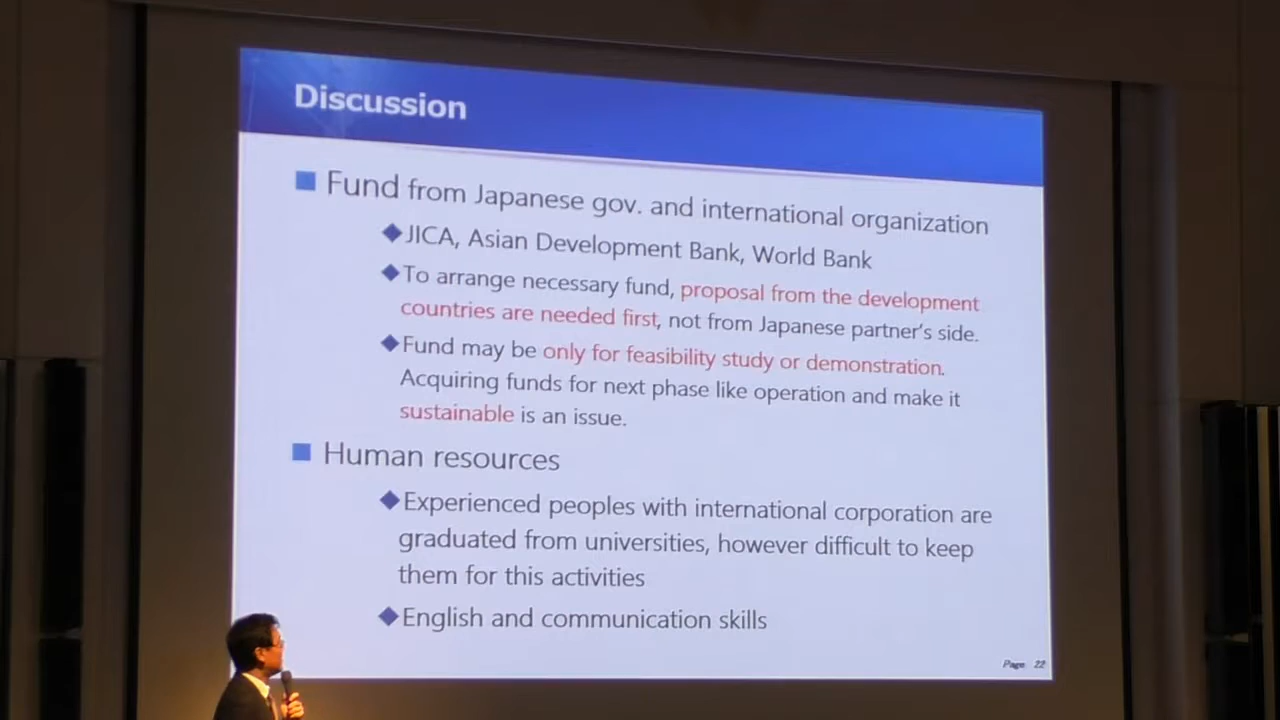 Discussion
Fund from Japanese gov. and international organization
JICA, Asian Development Bank, World Bank
To arrange necessary fund, proposal from the development
countries are needed first, not from Japanese partner's side.
Fund may be only for feasibility study or demonstration.
Acquiring funds for next phase like operation and make it
sustainable is an issue.
Human resources
Experienced peoples with international corporation are
graduated from universities, however difficult to keep
them for this activities
English and communication skills
Page 22